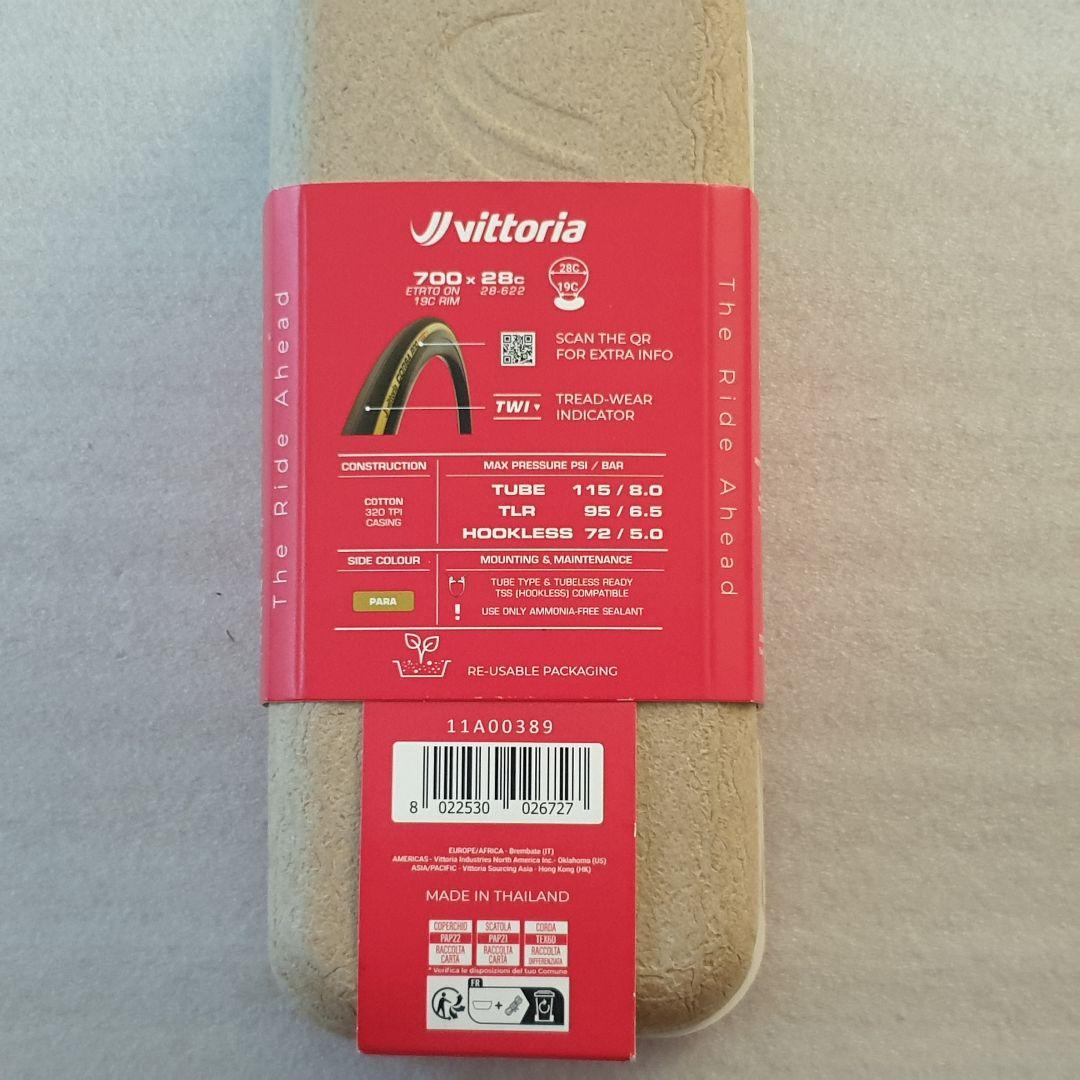 vittoria
700 x 28c
ETRTO ON 28-622
19C RIM
28C
19C
The Ride Ahead
The Ride Ahead
SCAN THE QR
FOR EXTRA INFO
TWI
TREAD-WEAR
INDICATOR
CONSTRUCTION
MAX PRESSURE PSI / BAR
COTTON
320 TPI
CASING
TUBE 115 / 8.0
TLR 95 / 6.5
HOOKLESS 72 / 5.0
SIDE COLOUR
MOUNTING & MAINTENANCE
PARA
TUBE TYPE & TUBELESS READY
TSS (HOOKLESS) COMPATIBLE
! USE ONLY AMMONIA-FREE SEALANT
RE-USABLE PACKAGING
11A00389
8 022530 026727
EUROPE/AFRICA - Brembate (IT)
AMERICAS - Vittoria Industries North America Inc.- Oklahoma (US)
ASIA/PACIFIC - Vittoria Sourcing Asia - Hong Kong (HK)
MADE IN THAILAND
COPERCHIO
PAP22
RACCOLTA
CARTA
SCATOLA
PAP21
RACCOLTA
CARTA
CORDA
TEX60
RACCOLTA
DIFFERENZIATA
* Verifica le disposizioni del tuo Comune
FR
+